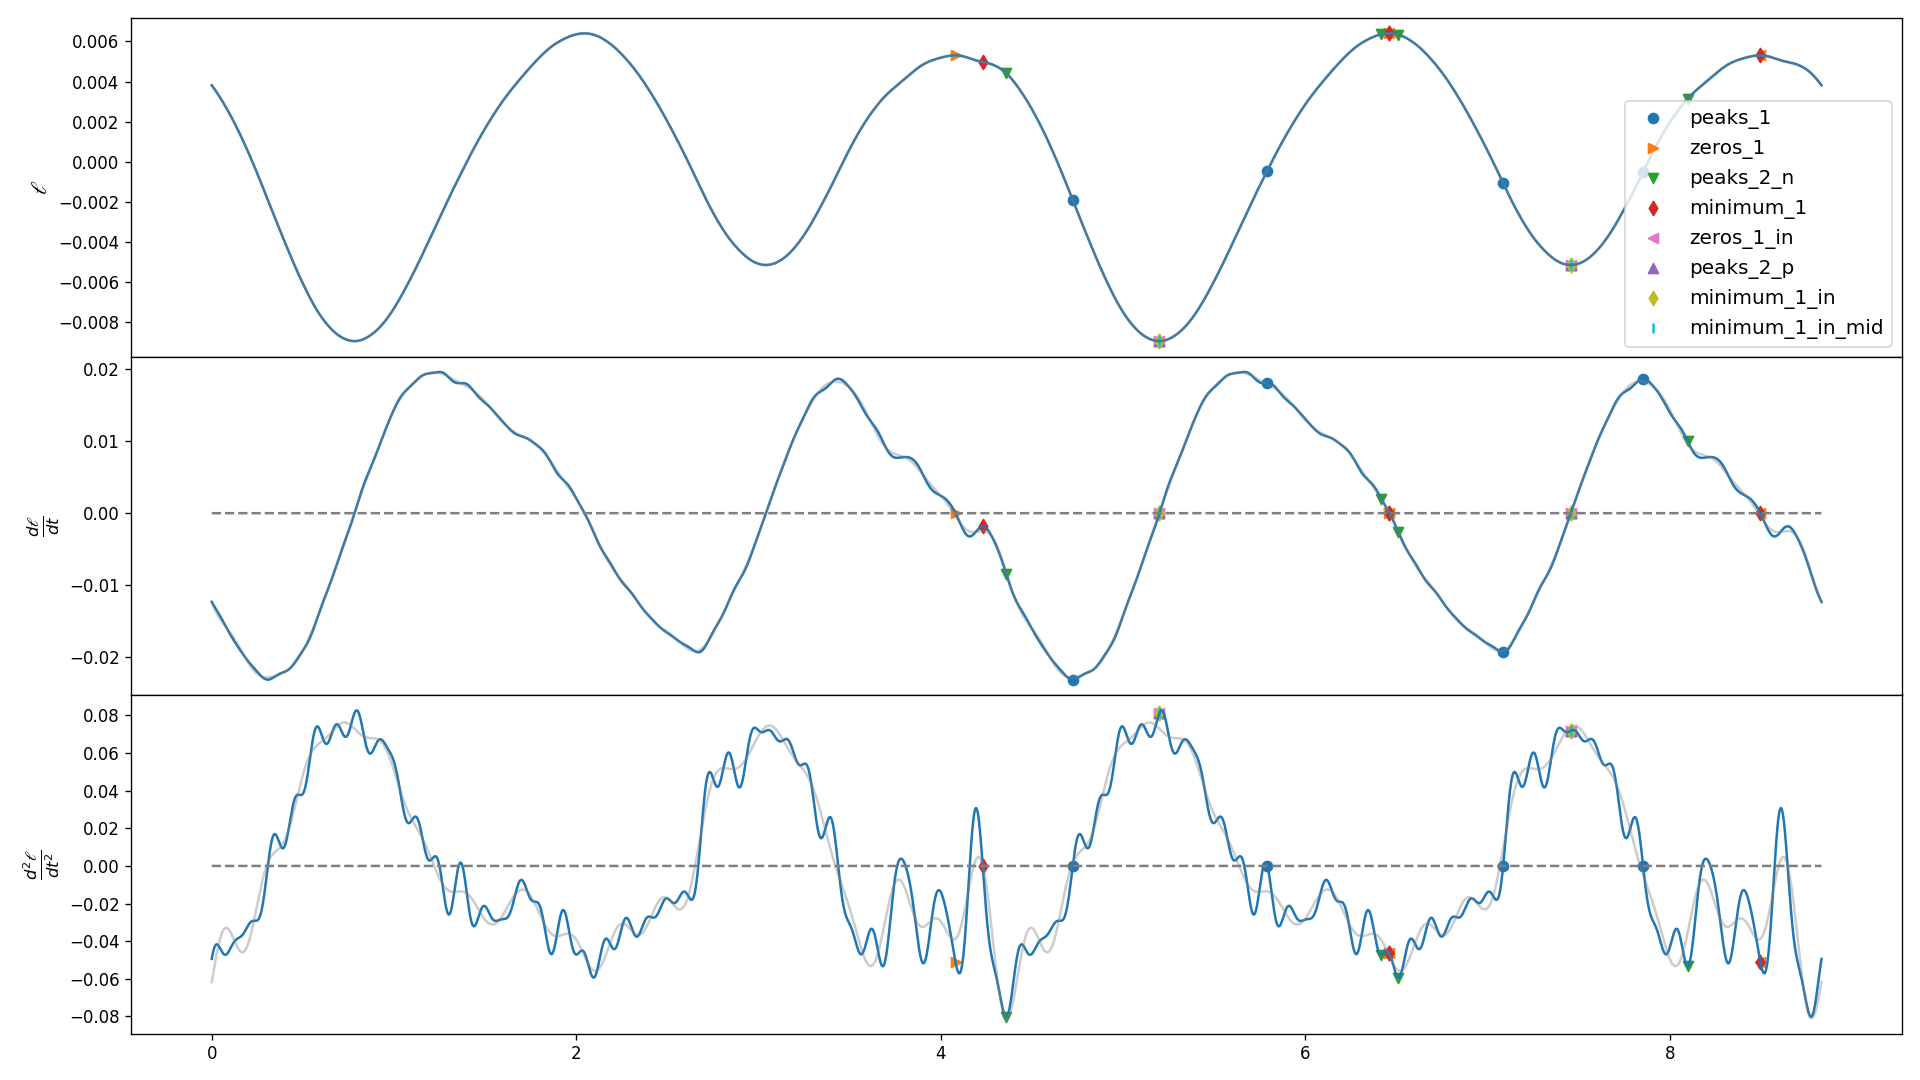 0.006
0.004
0.002
0.000
−0.002
−0.004
−0.006
−0.008
ℓ
peaks_1
zeros_1
peaks_2_n
minimum_1
zeros_1_in
peaks_2_p
minimum_1_in
minimum_1_in_mid
0.02
0.01
0.00
−0.01
−0.02
dℓ
dt
0.08
0.06
0.04
0.02
0.00
−0.02
−0.04
−0.06
−0.08
d²ℓ
dt²
0 2 4 6 8